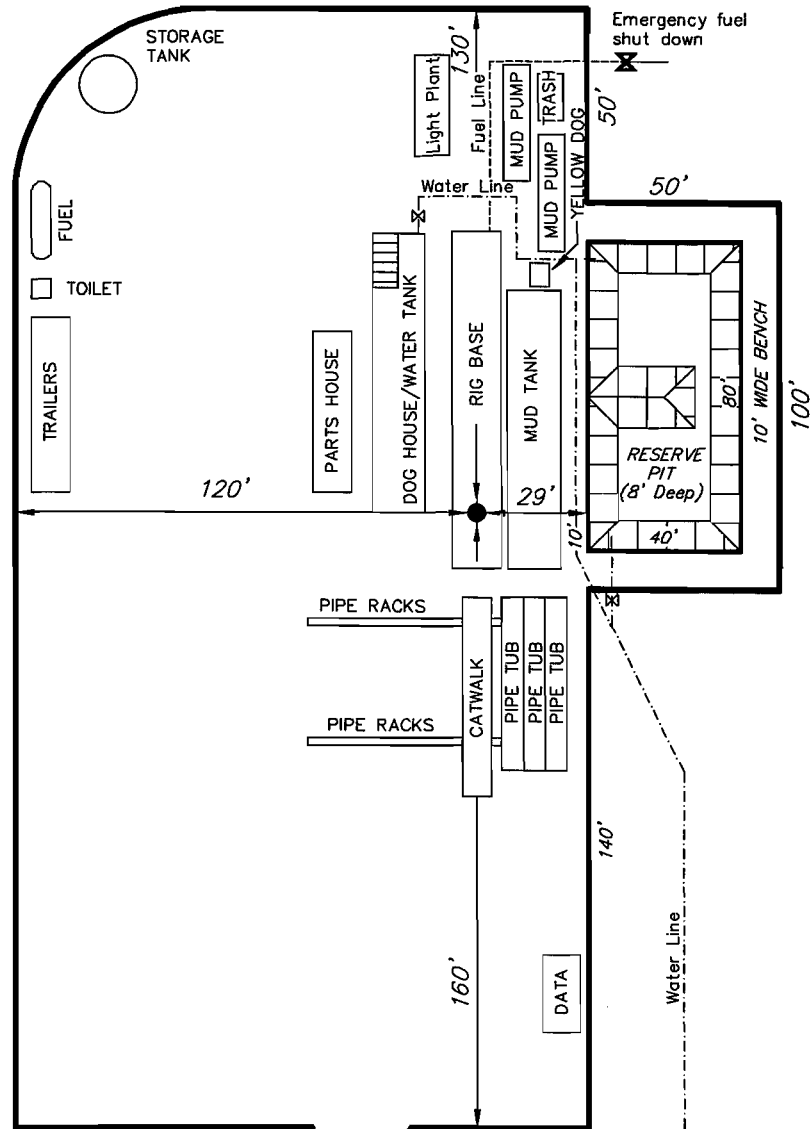 Emergency fuel
shut down
STORAGE
TANK
130'
Light Plant
Fuel Line
MUD PUMP
TRASH
50'
MUD PUMP
YELLOW DOG
Water Line
50'
FUEL
TOILET
TRAILERS
PARTS HOUSE
DOG HOUSE/WATER TANK
RIG BASE
MUD TANK
80'
10' WIDE BENCH
100'
RESERVE
PIT
(8' Deep)
120'
29'
10'
40'
PIPE RACKS
CATWALK
PIPE TUB
PIPE TUB
PIPE TUB
PIPE RACKS
140'
160'
DATA
Water Line